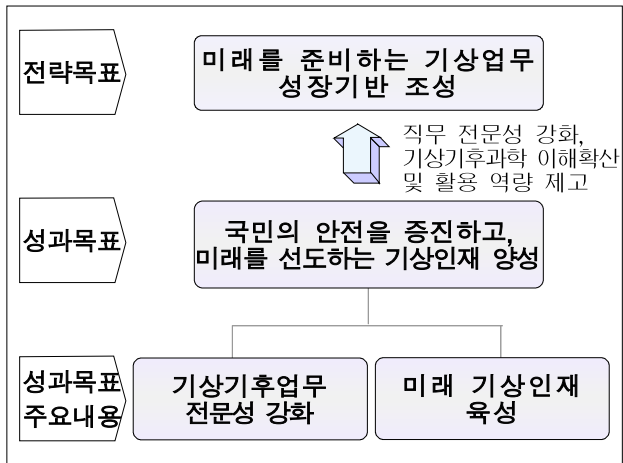 전략목표
미래를 준비하는 기상업무
성장기반 조성
직무 전문성 강화,
기상기후과학 이해확산
및 활용 역량 제고
성과목표
국민의 안전을 증진하고,
미래를 선도하는 기상인재 양성
성과목표
주요내용
기상기후업무
전문성 강화
미래 기상인재
육성